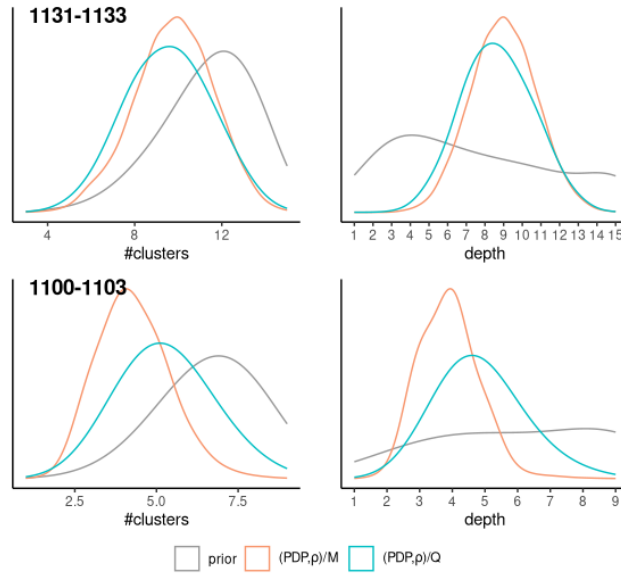 1131-1133
4 8 12
#clusters
1 2 3 4 5 6 7 8 9 10 11 12 13 14 15
depth
1100-1103
2.5 5.0 7.5
#clusters
1 2 3 4 5 6 7 8 9
depth
prior (PDP,ρ)/M (PDP,ρ)/Q